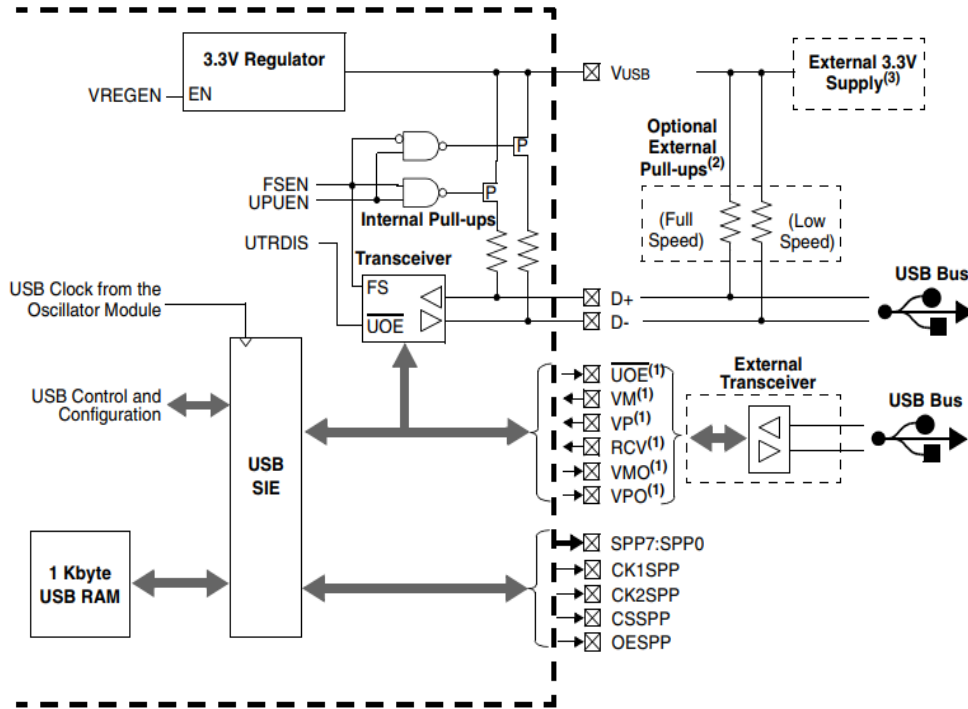 3.3V Regulator
VREGEN
EN
VUSB
External 3.3V
Supply(3)
Optional
External
Pull-ups(2)
P
P
FSEN
UPUEN
Internal Pull-ups
(Full
Speed)
(Low
Speed)
UTRDIS
Transceiver
FS
UOE
D+
D-
USB Bus
USB Clock from the
Oscillator Module
USB Control and
Configuration
USB
SIE
UOE(1)
VM(1)
VP(1)
RCV(1)
VMO(1)
VPO(1)
External
Transceiver
USB Bus
1 Kbyte
USB RAM
SPP7:SPP0
CK1SPP
CK2SPP
CSSPP
OESPP